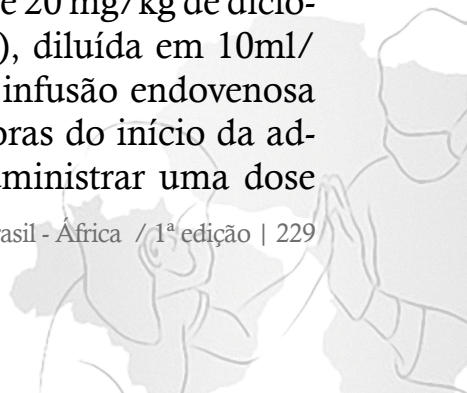 e 20 mg/kg de diclo-
), diluída em 10ml/
infusão endovenosa
oras do início da ad-
ministrar uma dose
rasil - África / 1ª edição | 229